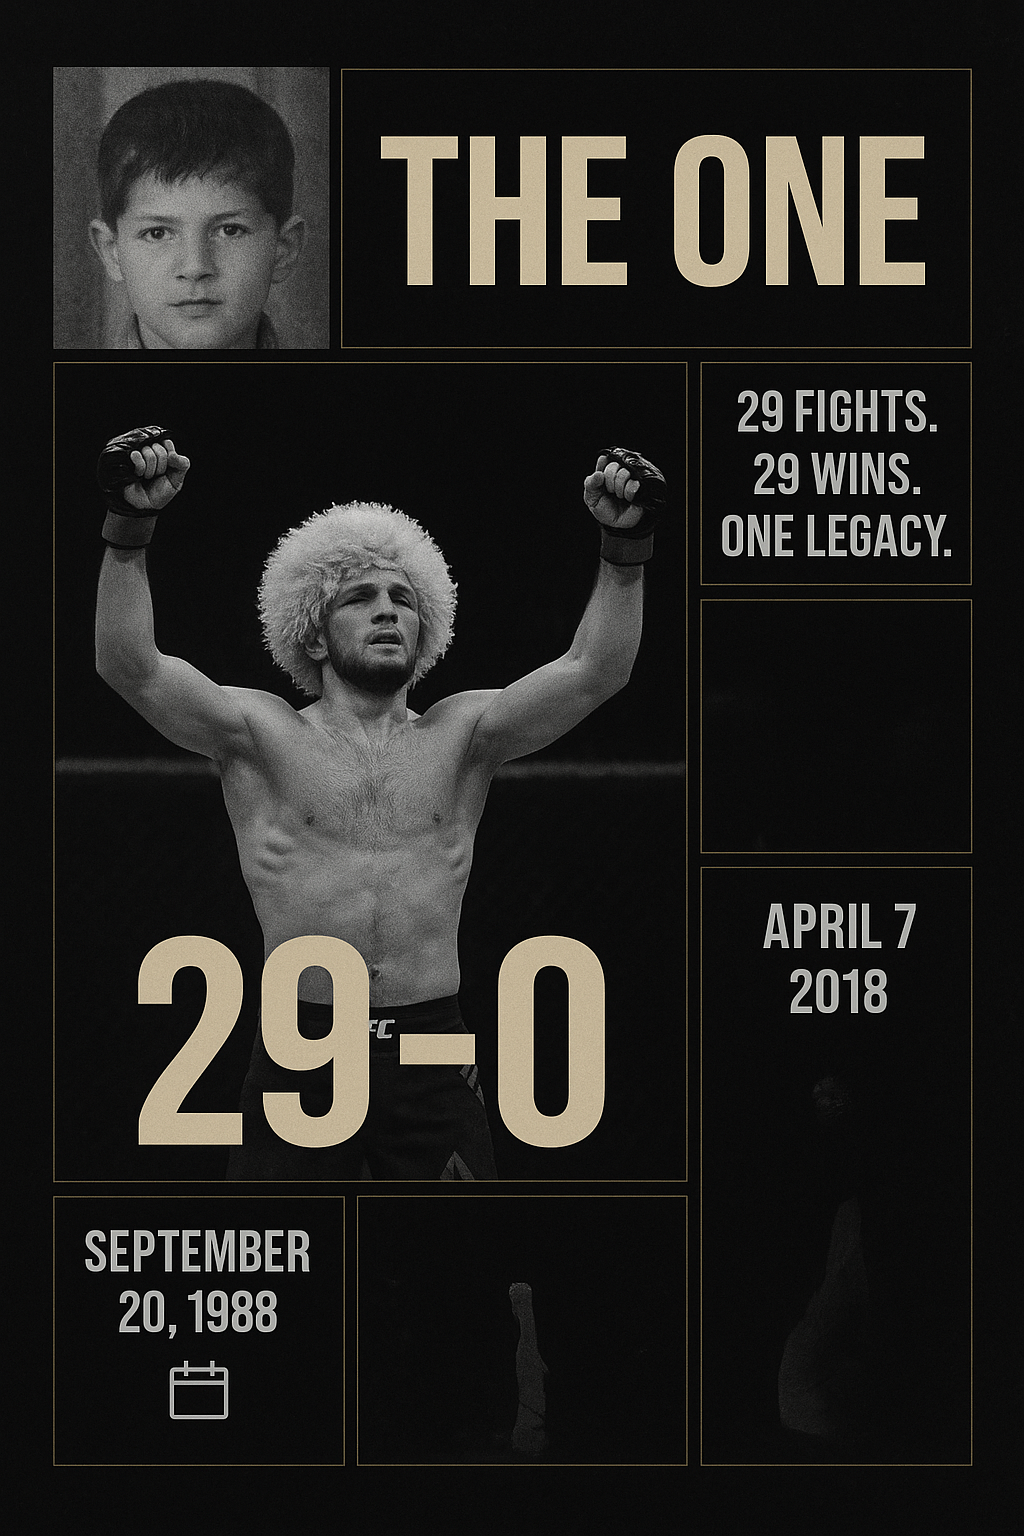 THE ONE
29 FIGHTS.
29 WINS.
ONE LEGACY.
29-0
APRIL 7
2018
SEPTEMBER
20, 1988